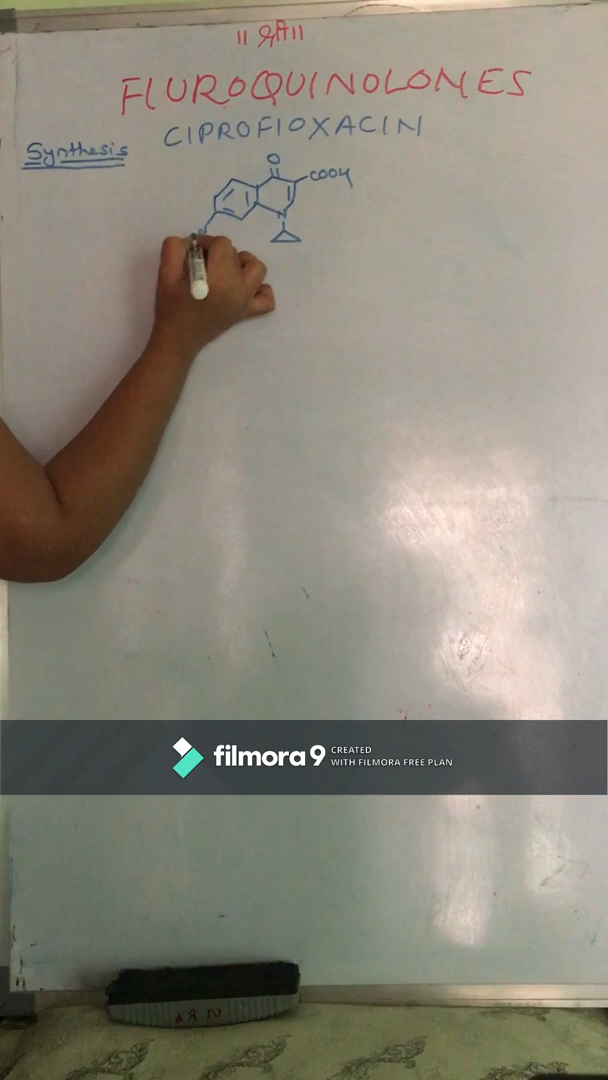 ॥ श्री ॥
FLUROQUINOLONES
CIPROFLOXACIN
Synthesis
O
COOH
N
filmora 9 CREATED
WITH FILMORA FREE PLAN